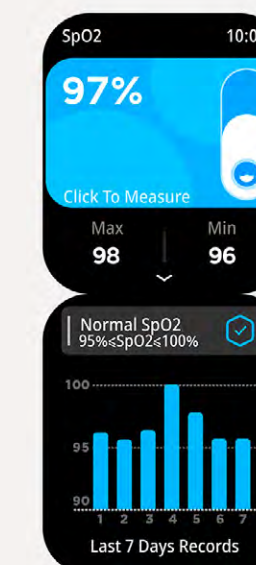 SpO2 10:0
97%
Click To Measure
Max Min
98 96
Normal SpO2
95%≤SpO2≤100%
100
95
90
1 2 3 4 5 6 7
Last 7 Days Records